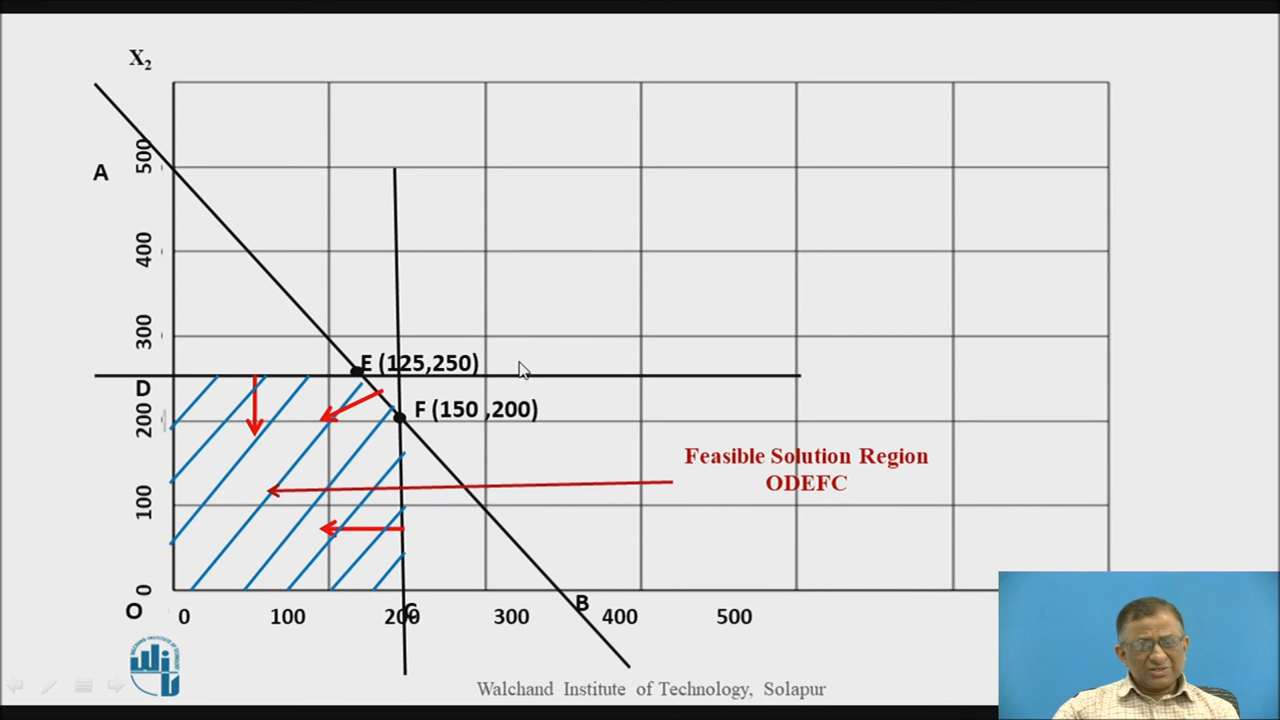 X2
A
500
400
300
E (125,250)
D
200
F (150 ,200)
Feasible Solution Region
ODEFC
100
0
O
0 100 200 C 300 400 B 500
Walchand Institute of Technology, Solapur